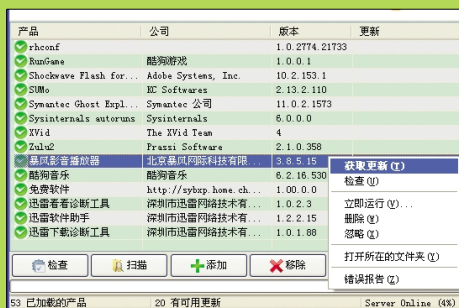 产品 公司 版本 更新
rhconf 1.0.2774.21733
RunGame 酷狗游戏 1.0.0.1
Shockwave Flash for... Adobe Systems, Inc. 10.2.153.1
SUMo KC Softwares 2.13.2.110
Symantec Ghost Expl... Symantec 公司 11.0.2.1573
Sysinternals autoruns Sysinternals 6.0.0.0
XVid The XVid Team 4
Zulu2 Prassi Software 2.1.0.358
暴风影音播放器 北京暴风网际科技有限... 3.8.5.15
酷狗音乐 酷狗音乐 6.2.16.530
免费软件 http://sybxp.home.ch... 1.00.0.0
迅雷看看诊断工具 深圳市迅雷网络技术有... 1.0.2.3
迅雷软件助手 深圳市迅雷网络技术有... 1.2.2.15
迅雷下载诊断工具 深圳市迅雷网络技术有... 1.0.1.88
获取更新(T)
检查(U)
立即运行(V)...
删除(W)
忽略(X)
打开所在的文件夹(Y)
错误报告(Z)
检查 扫描 添加 移除
53 已加载的产品 20 有可用更新 Server Online (4%)